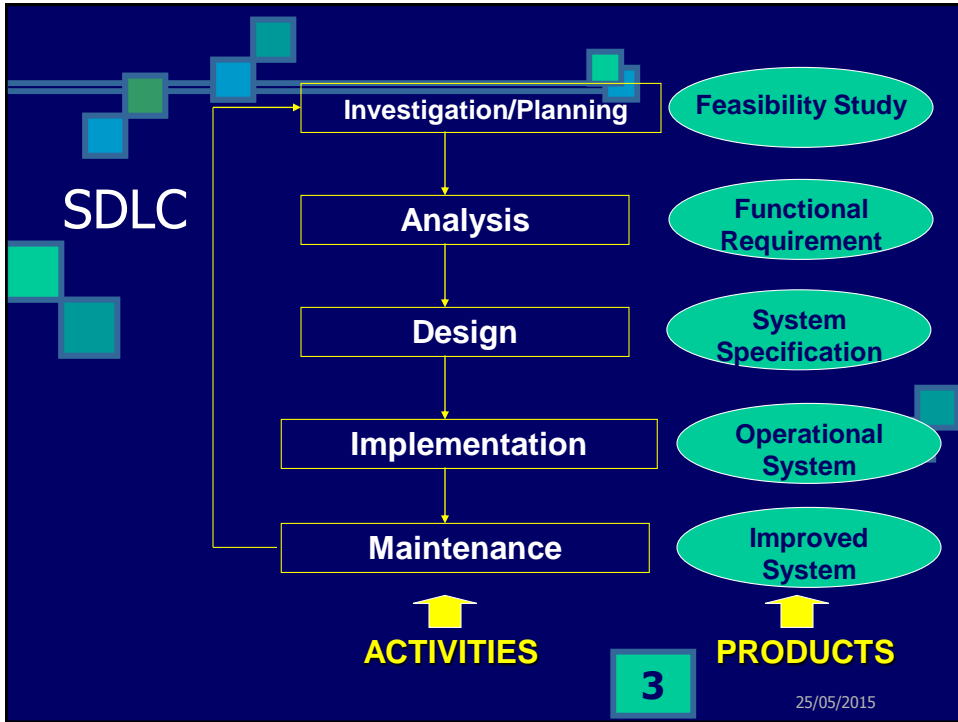 Investigation/Planning
Feasibility Study
SDLC
Analysis
Functional
Requirement
Design
System
Specification
Implementation
Operational
System
Maintenance
Improved
System
ACTIVITIES
PRODUCTS
3
25/05/2015